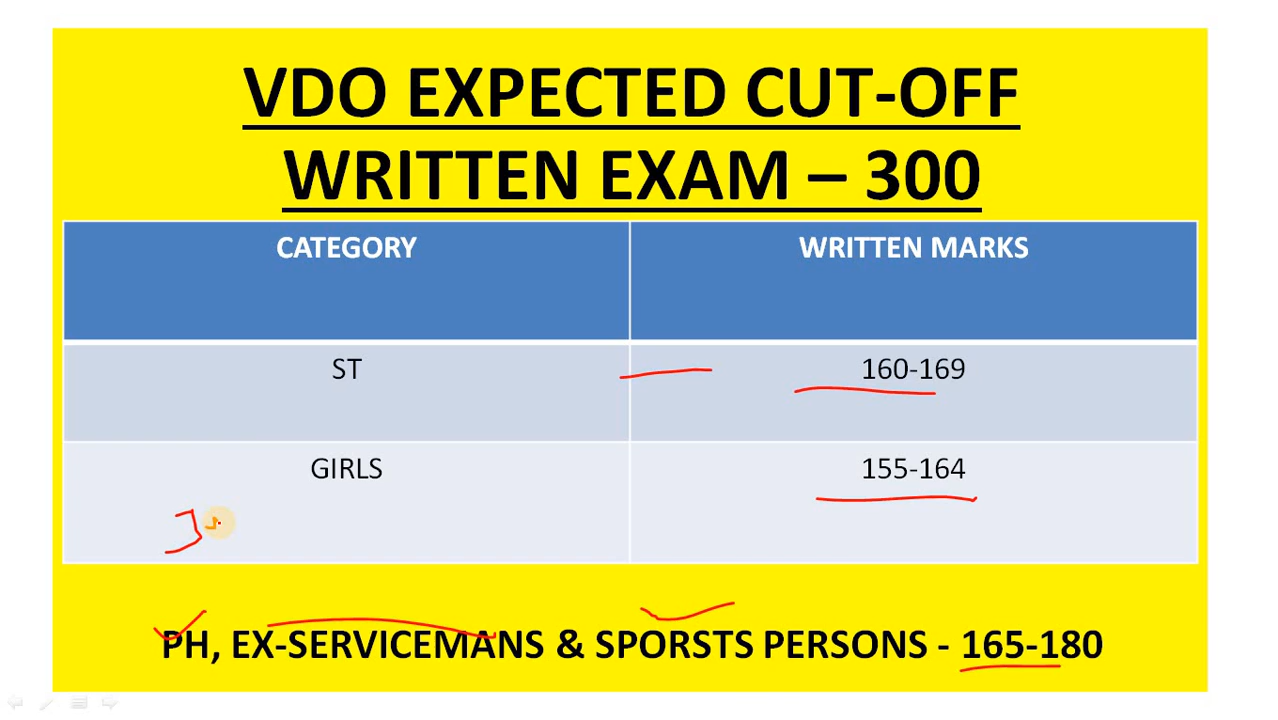 VDO EXPECTED CUT-OFF
WRITTEN EXAM – 300
CATEGORY WRITTEN MARKS
ST 160-169
GIRLS 155-164
PH, EX-SERVICEMANS & SPORSTS PERSONS - 165-180